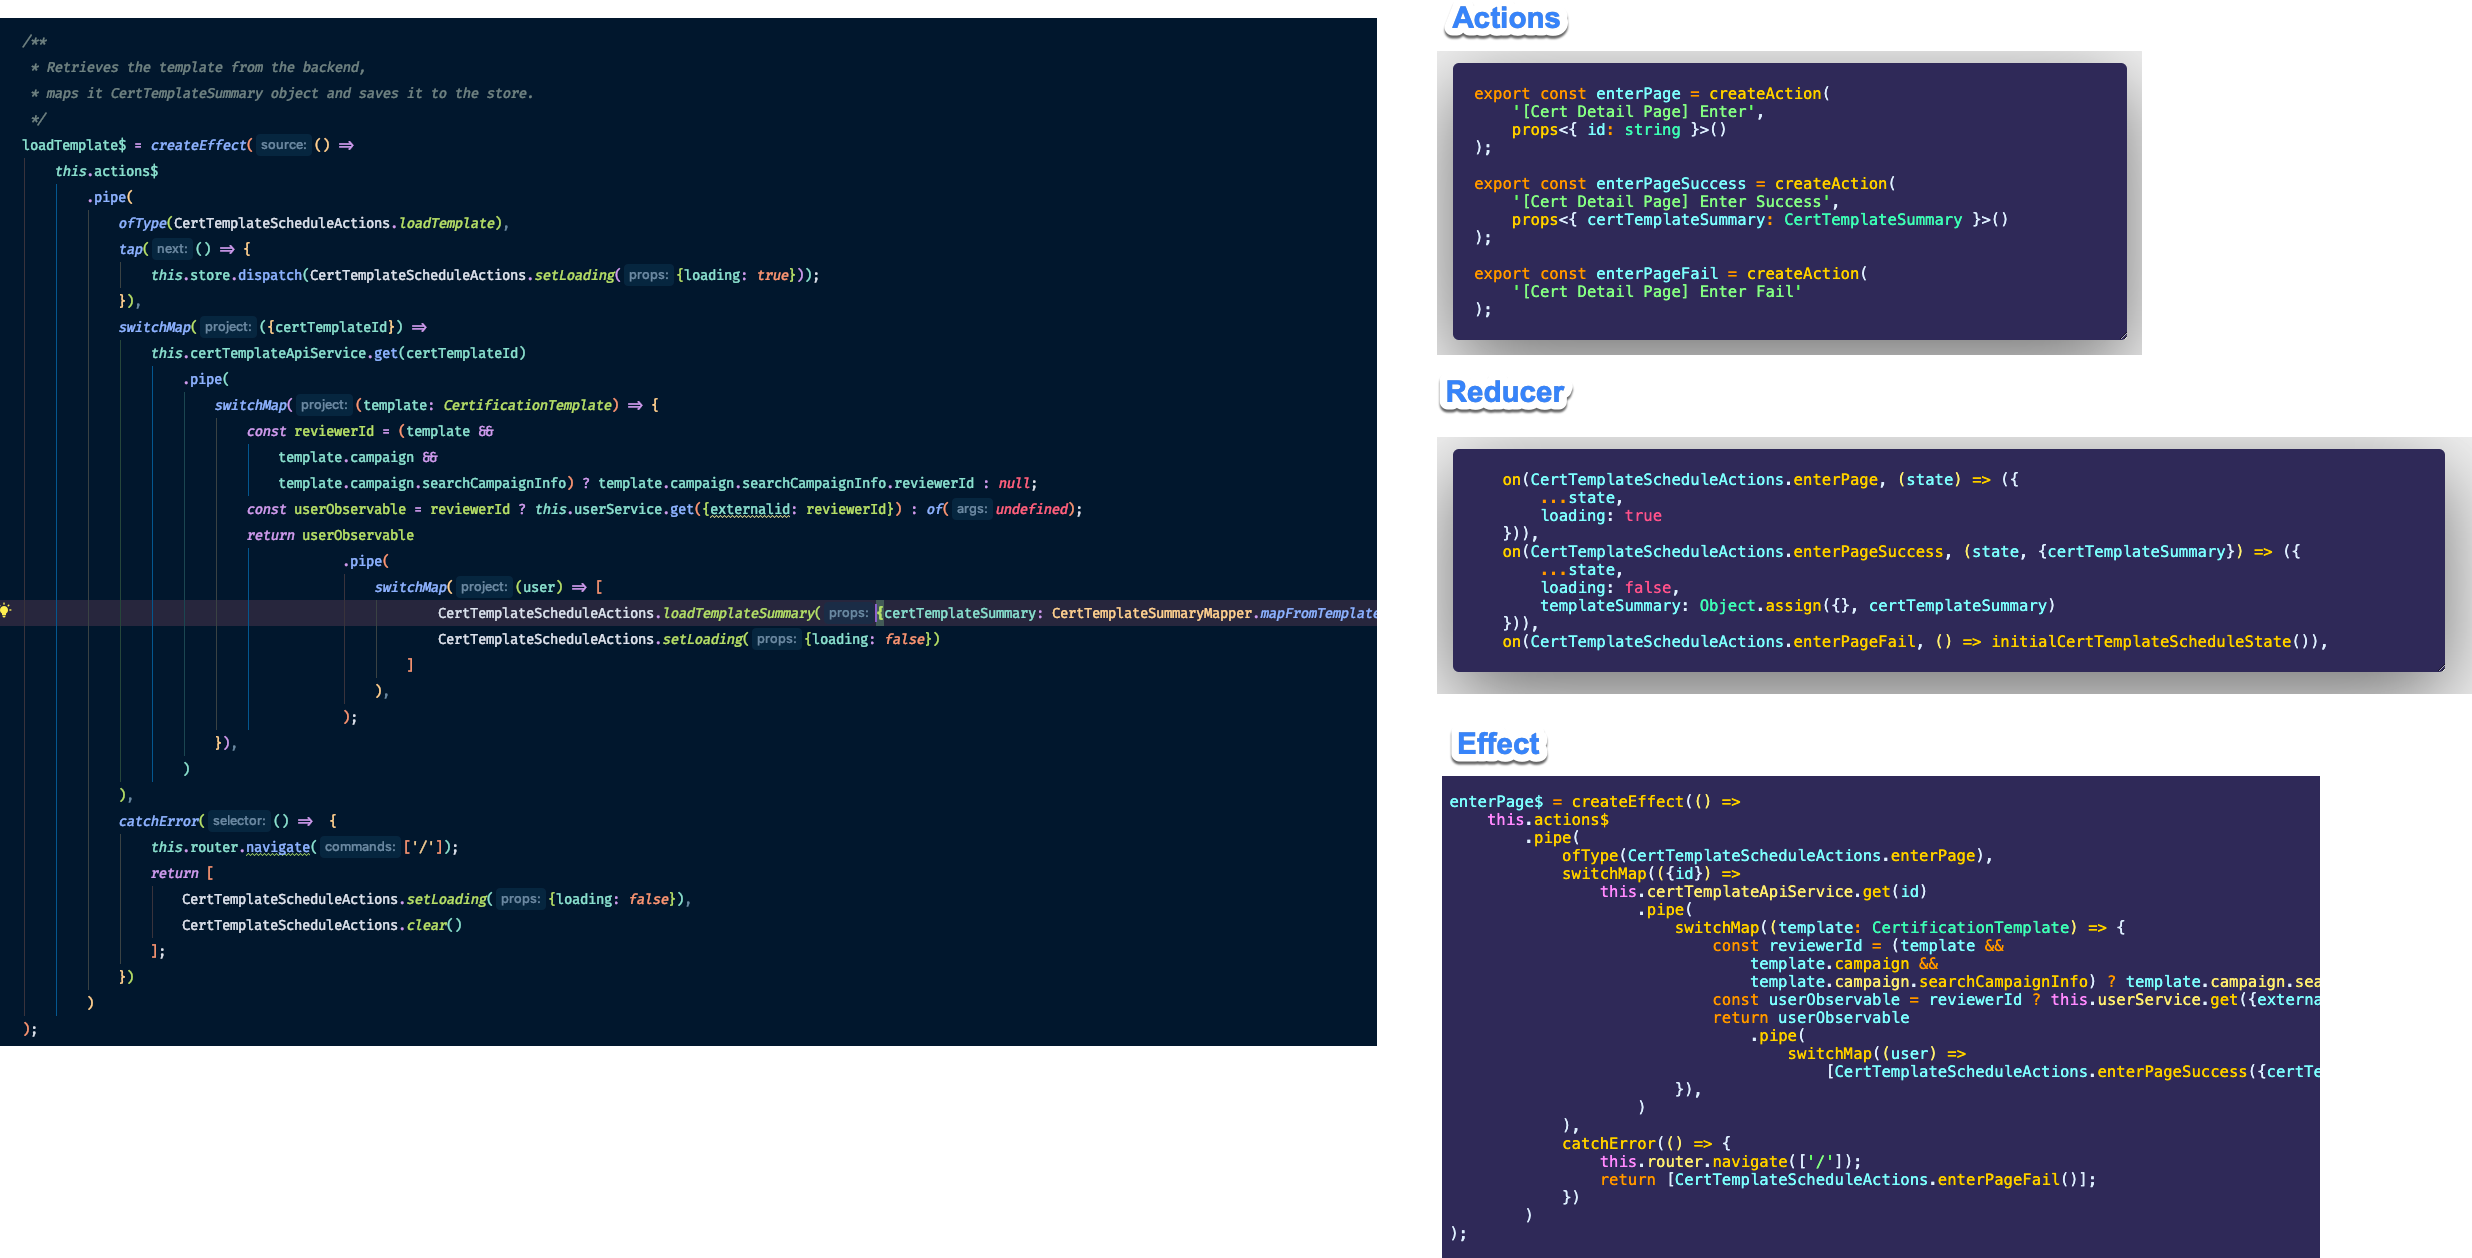 /**
 * Retrieves the template from the backend,
 * maps it CertTemplateSummary object and saves it to the store.
 */
loadTemplate$ = createEffect( source: () =>
this.actions$
.pipe(
ofType(CertTemplateScheduleActions.loadTemplate),
tap( next: () => {
this.store.dispatch(CertTemplateScheduleActions.setLoading( props: {loading: true}));
}),
switchMap( project: ({certTemplateId}) =>
this.certTemplateApiService.get(certTemplateId)
.pipe(
switchMap( project: (template: CertificationTemplate) => {
const reviewerId = (template &&
template.campaign &&
template.campaign.searchCampaignInfo) ? template.campaign.searchCampaignInfo.reviewerId : null;
const userObservable = reviewerId ? this.userService.get({externalid: reviewerId}) : of( args: undefined);
return userObservable
.pipe(
switchMap( project: (user) => [
CertTemplateScheduleActions.loadTemplateSummary( props: {certTemplateSummary: CertTemplateSummaryMapper.mapFromTemplate
CertTemplateScheduleActions.setLoading( props: {loading: false})
]
),
);
}),
)
),
catchError( selector: () => {
this.router.navigate( commands: ['/']);
return [
CertTemplateScheduleActions.setLoading( props: {loading: false}),
CertTemplateScheduleActions.clear()
];
})
)
);
Actions
export const enterPage = createAction(
'[Cert Detail Page] Enter',
props<{ id: string }>()
);
export const enterPageSuccess = createAction(
'[Cert Detail Page] Enter Success',
props<{ certTemplateSummary: CertTemplateSummary }>()
);
export const enterPageFail = createAction(
'[Cert Detail Page] Enter Fail'
);
Reducer
on(CertTemplateScheduleActions.enterPage, (state) => ({
...state,
loading: true
})),
on(CertTemplateScheduleActions.enterPageSuccess, (state, {certTemplateSummary}) => ({
...state,
loading: false,
templateSummary: Object.assign({}, certTemplateSummary)
})),
on(CertTemplateScheduleActions.enterPageFail, () => initialCertTemplateScheduleState()),
Effect
enterPage$ = createEffect(() =>
this.actions$
.pipe(
ofType(CertTemplateScheduleActions.enterPage),
switchMap(({id}) =>
this.certTemplateApiService.get(id)
.pipe(
switchMap((template: CertificationTemplate) => {
const reviewerId = (template &&
template.campaign &&
template.campaign.searchCampaignInfo) ? template.campaign.sea
const userObservable = reviewerId ? this.userService.get({externa
return userObservable
.pipe(
switchMap((user) =>
[CertTemplateScheduleActions.enterPageSuccess({certTe
}),
)
),
catchError(() => {
this.router.navigate(['/']);
return [CertTemplateScheduleActions.enterPageFail()];
})
)
);